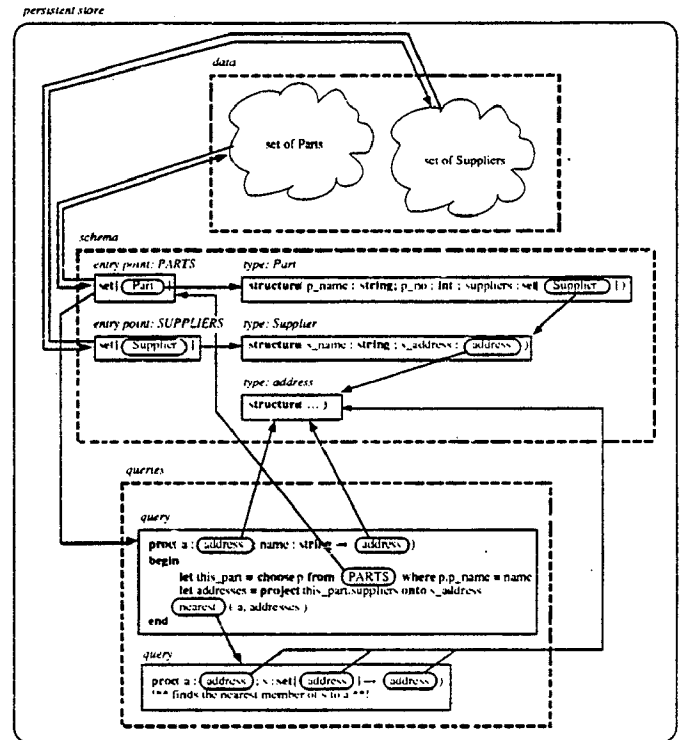 persistent store
data
set of Parts
set of Suppliers
schema
entry point: PARTS
type: Part
set[ Part ]
structure( p_name : string; p_no : int ; suppliers : set[ Supplier ] )
entry point: SUPPLIERS
type: Supplier
set[ Supplier ]
structure( s_name : string ; s_address : address )
type: address
structure( ... )
queries
query
proc( a : address ; name : string → address )
begin
let this_part = choose p from PARTS where p.p_name = name
let addresses = project this_part.suppliers onto s_address
nearest ( a, addresses )
end
query
proc( a : address ; s : set[ address ] → address )
!** finds the nearest member of s to a **!